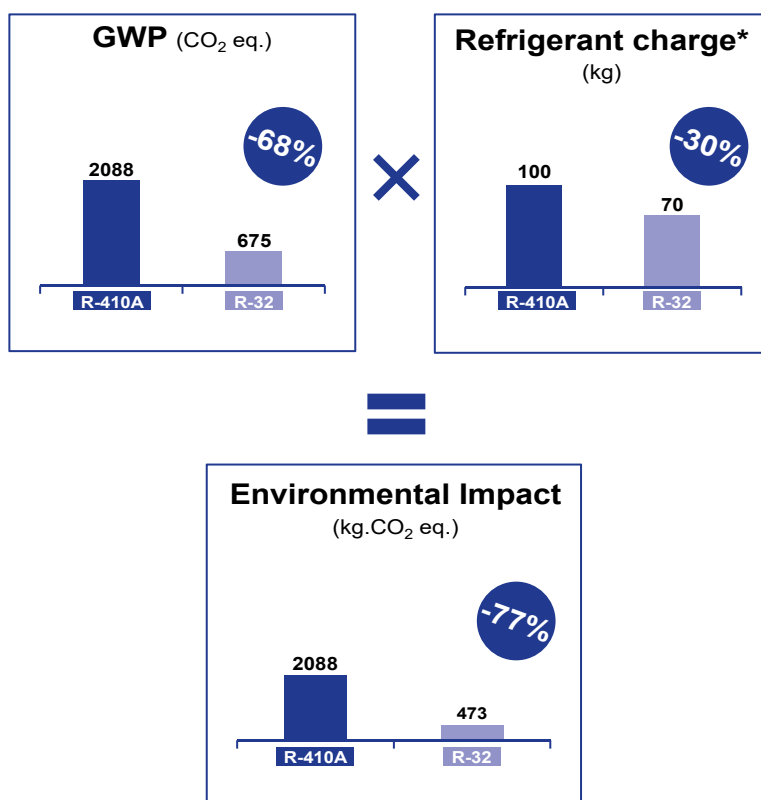 GWP (CO₂ eq.)
-68%
2088
675
R-410A R-32
×
Refrigerant charge*
(kg)
-30%
100
70
R-410A R-32
=
Environmental Impact
(kg.CO₂ eq.)
-77%
2088
473
R-410A R-32